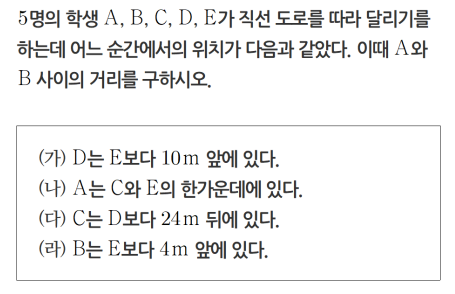 5명의 학생 A, B, C, D, E가 직선 도로를 따라 달리기를
하는데 어느 순간에서의 위치가 다음과 같았다. 이때 A와
B 사이의 거리를 구하시오.
(가) D는 E보다 10m 앞에 있다.
(나) A는 C와 E의 한가운데에 있다.
(다) C는 D보다 24m 뒤에 있다.
(라) B는 E보다 4m 앞에 있다.